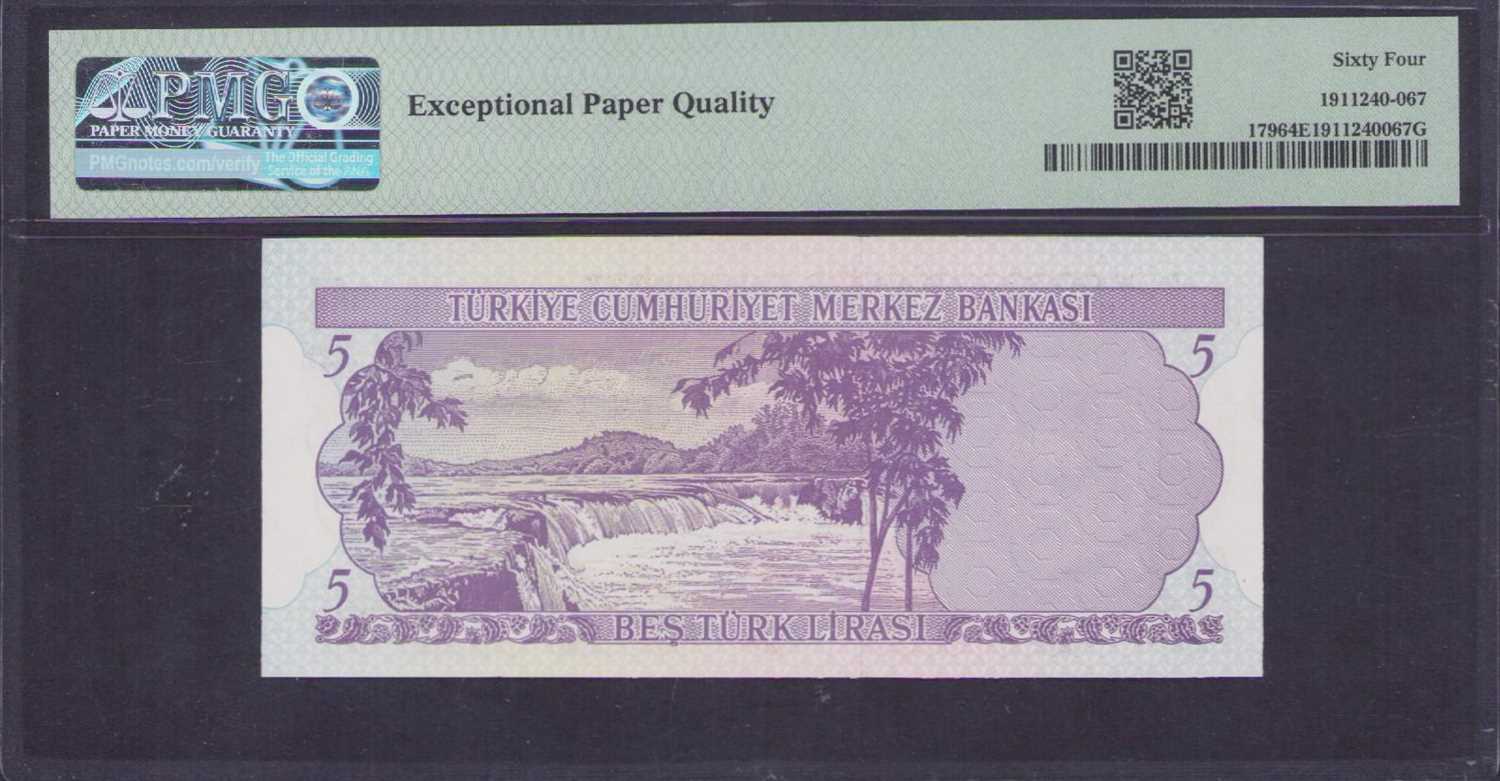 PMG
PAPER MONEY GUARANTY
PMGnotes.com/verify
The Official Grading
Service of the
Exceptional Paper Quality
Sixty Four
1911240-067
17964E1911240067G
TÜRKİYE CUMHURİYET MERKEZ BANKASI
5
5
5
5
BEŞ TÜRK LİRASI